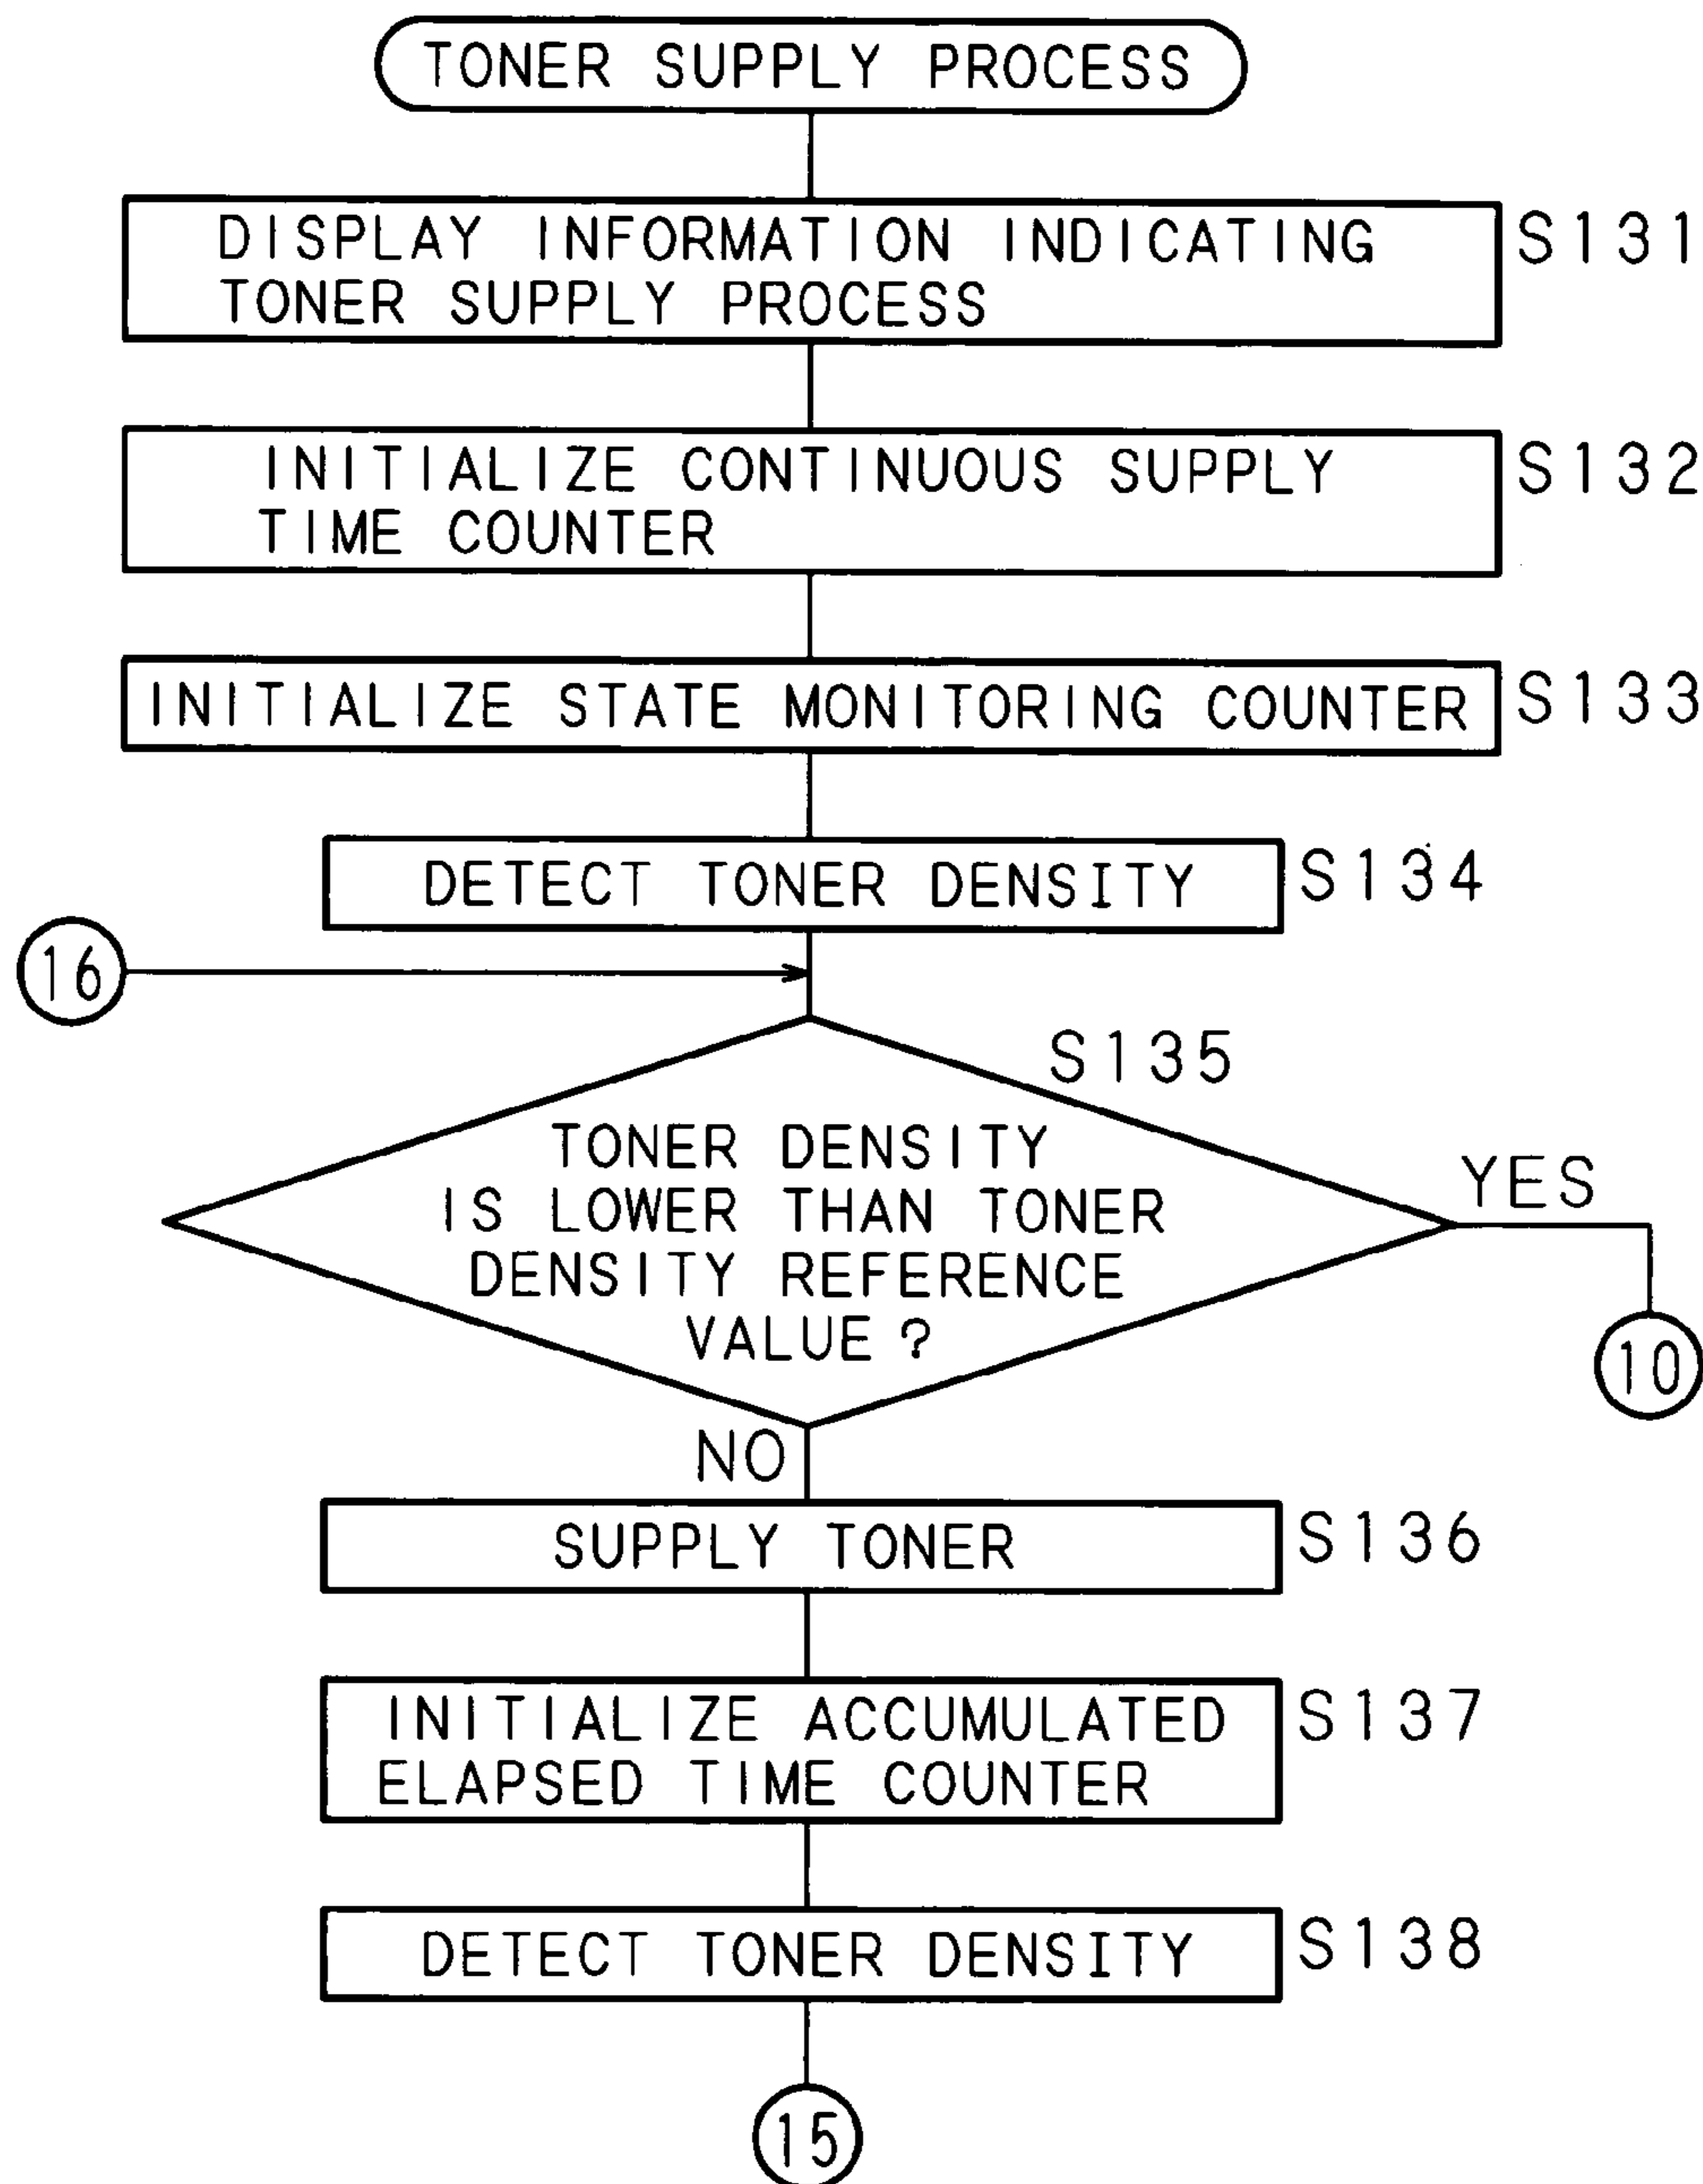 TONER SUPPLY PROCESS
DISPLAY INFORMATION INDICATING
TONER SUPPLY PROCESS
S131
INITIALIZE CONTINUOUS SUPPLY
TIME COUNTER
S132
INITIALIZE STATE MONITORING COUNTER
S133
DETECT TONER DENSITY
S134
16
S135
TONER DENSITY
IS LOWER THAN TONER
DENSITY REFERENCE
VALUE?
YES
10
NO
SUPPLY TONER
S136
INITIALIZE ACCUMULATED
ELAPSED TIME COUNTER
S137
DETECT TONER DENSITY
S138
15